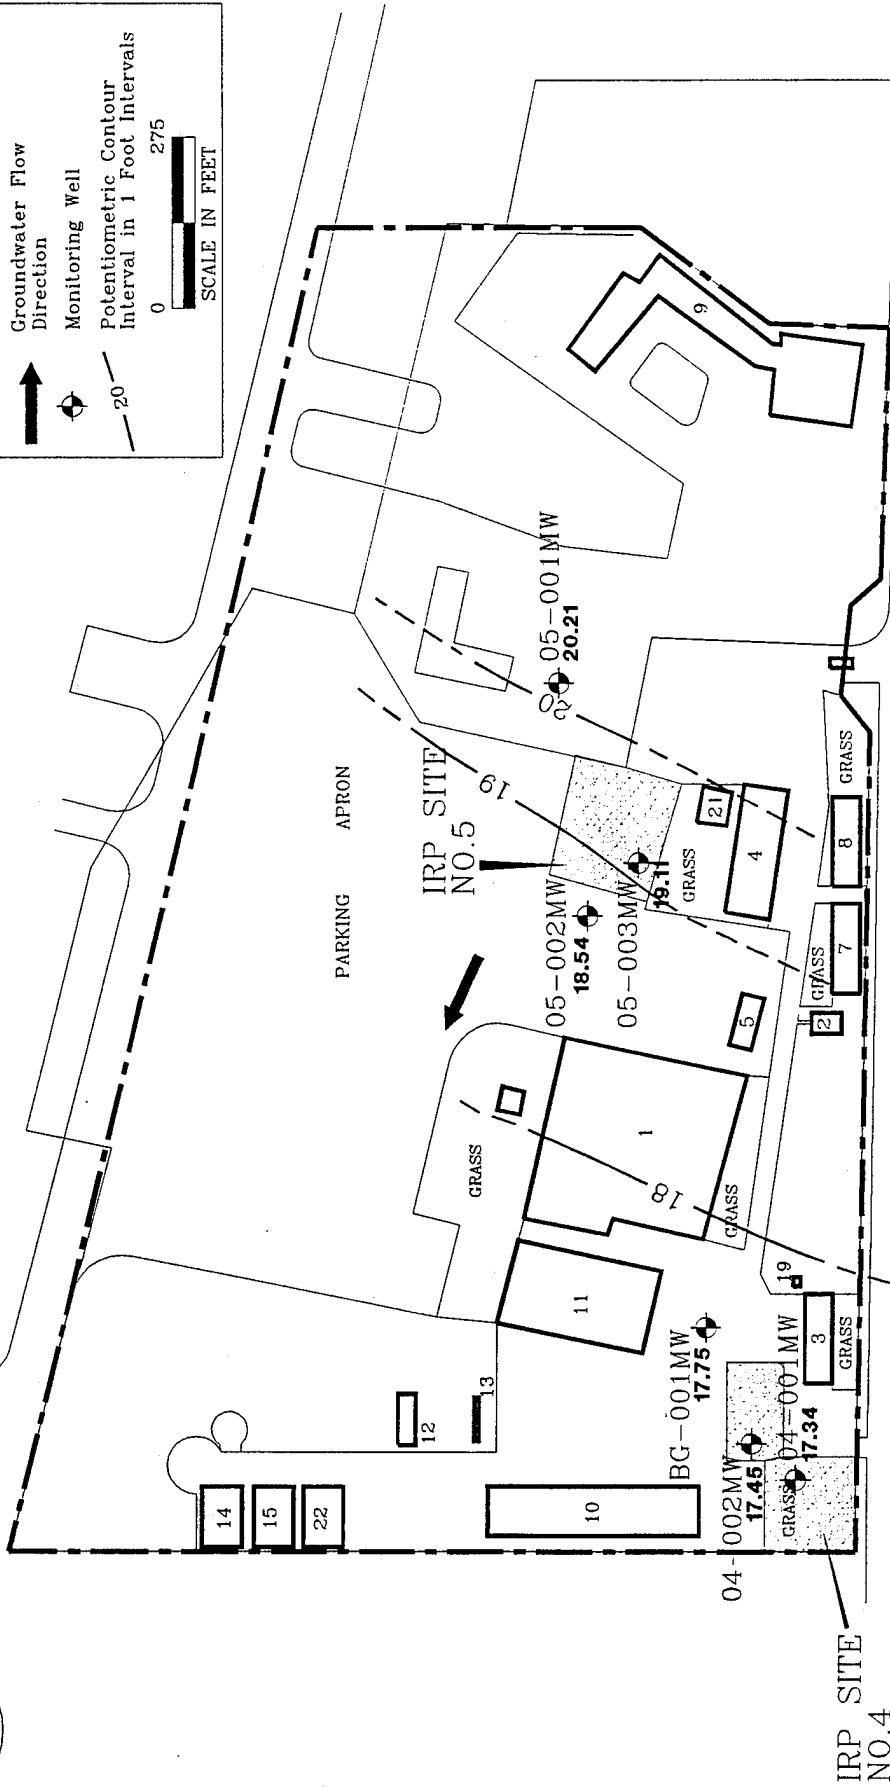 Groundwater Flow
Direction
Monitoring Well
20
Potentiometric Contour
Interval in 1 Foot Intervals
0
275
SCALE IN FEET
9
05-001MW
20.21
20
PARKING
APRON
IRP SITE
NO.5
19
21
4
GRASS
GRASS
8
7
GRASS
2
05-002MW
18.54
05-003MW
19.11
5
1
GRASS
GRASS
18
11
19
3
GRASS
BG-001MW
17.75
04-001MW
17.34
04-002MW
17.45
GRASS
13
12
14
15
22
10
IRP SITE
NO.4